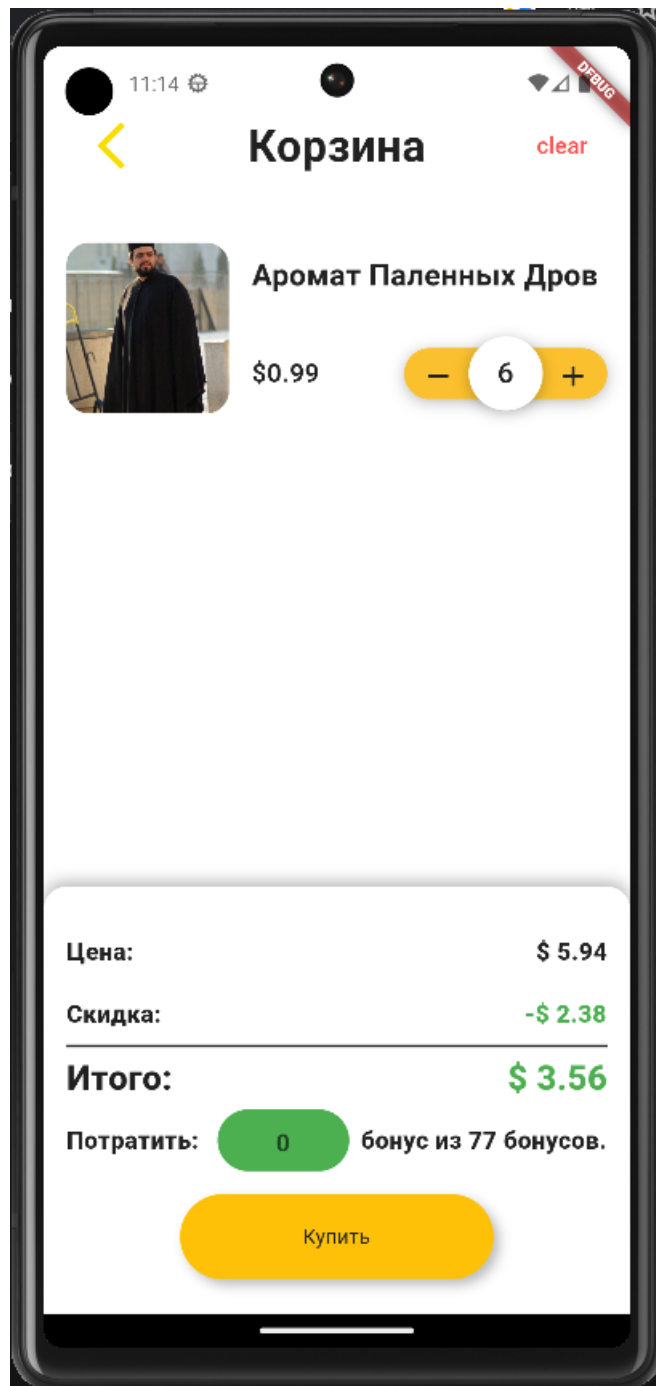 11:14
DEBUG
Корзина
clear
Аромат Паленных Дров
$0.99
− 6 +
Цена: $ 5.94
Скидка: -$ 2.38
Итого: $ 3.56
Потратить: 0 бонус из 77 бонусов.
Купить